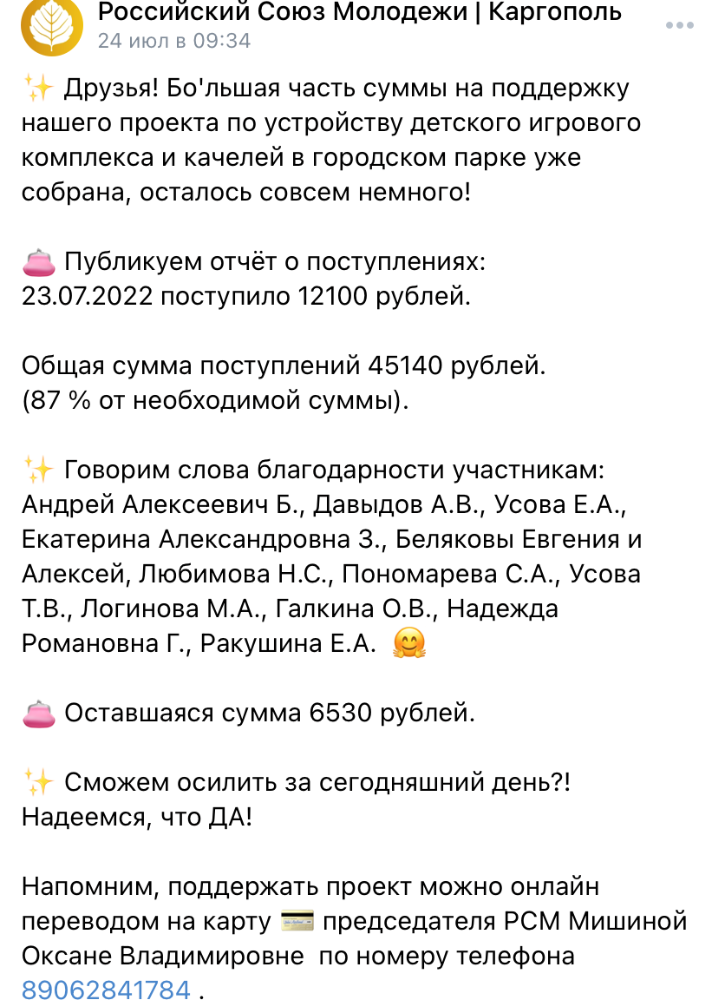 Российский Союз Молодежи | Каргополь
24 июл в 09:34
✨ Друзья! Бо'льшая часть суммы на поддержку
нашего проекта по устройству детского игрового
комплекса и качелей в городском парке уже
собрана, осталось совсем немного!
👛 Публикуем отчёт о поступлениях:
23.07.2022 поступило 12100 рублей.
Общая сумма поступлений 45140 рублей.
(87 % от необходимой суммы).
✨ Говорим слова благодарности участникам:
Андрей Алексеевич Б., Давыдов А.В., Усова Е.А.,
Екатерина Александровна З., Беляковы Евгения и
Алексей, Любимова Н.С., Пономарева С.А., Усова
Т.В., Логинова М.А., Галкина О.В., Надежда
Романовна Г., Ракушина Е.А. 🤗
👛 Оставшаяся сумма 6530 рублей.
✨ Сможем осилить за сегодняшний день?!
Надеемся, что ДА!
Напомним, поддержать проект можно онлайн
переводом на карту 💳 председателя РСМ Мишиной
Оксане Владимировне по номеру телефона
89062841784 .